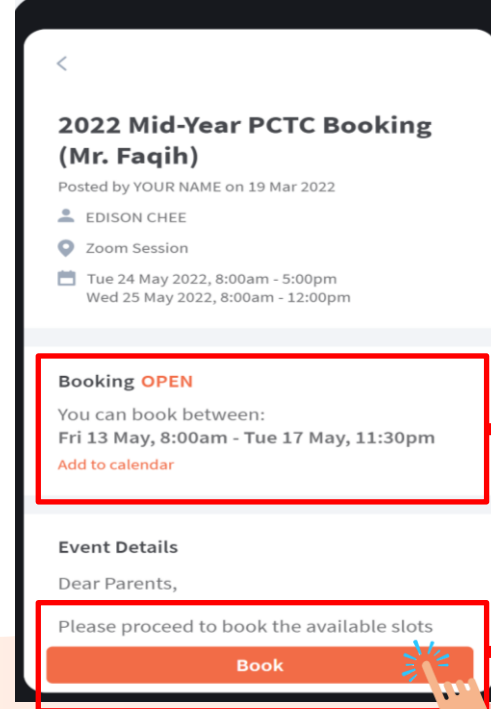 2022 Mid-Year PCTC Booking
(Mr. Faqih)
Posted by YOUR NAME on 19 Mar 2022
EDISON CHEE
Zoom Session
Tue 24 May 2022, 8:00am - 5:00pm
Wed 25 May 2022, 8:00am - 12:00pm
Booking OPEN
You can book between:
Fri 13 May, 8:00am - Tue 17 May, 11:30pm
Add to calendar
Event Details
Dear Parents,
Please proceed to book the available slots
Book